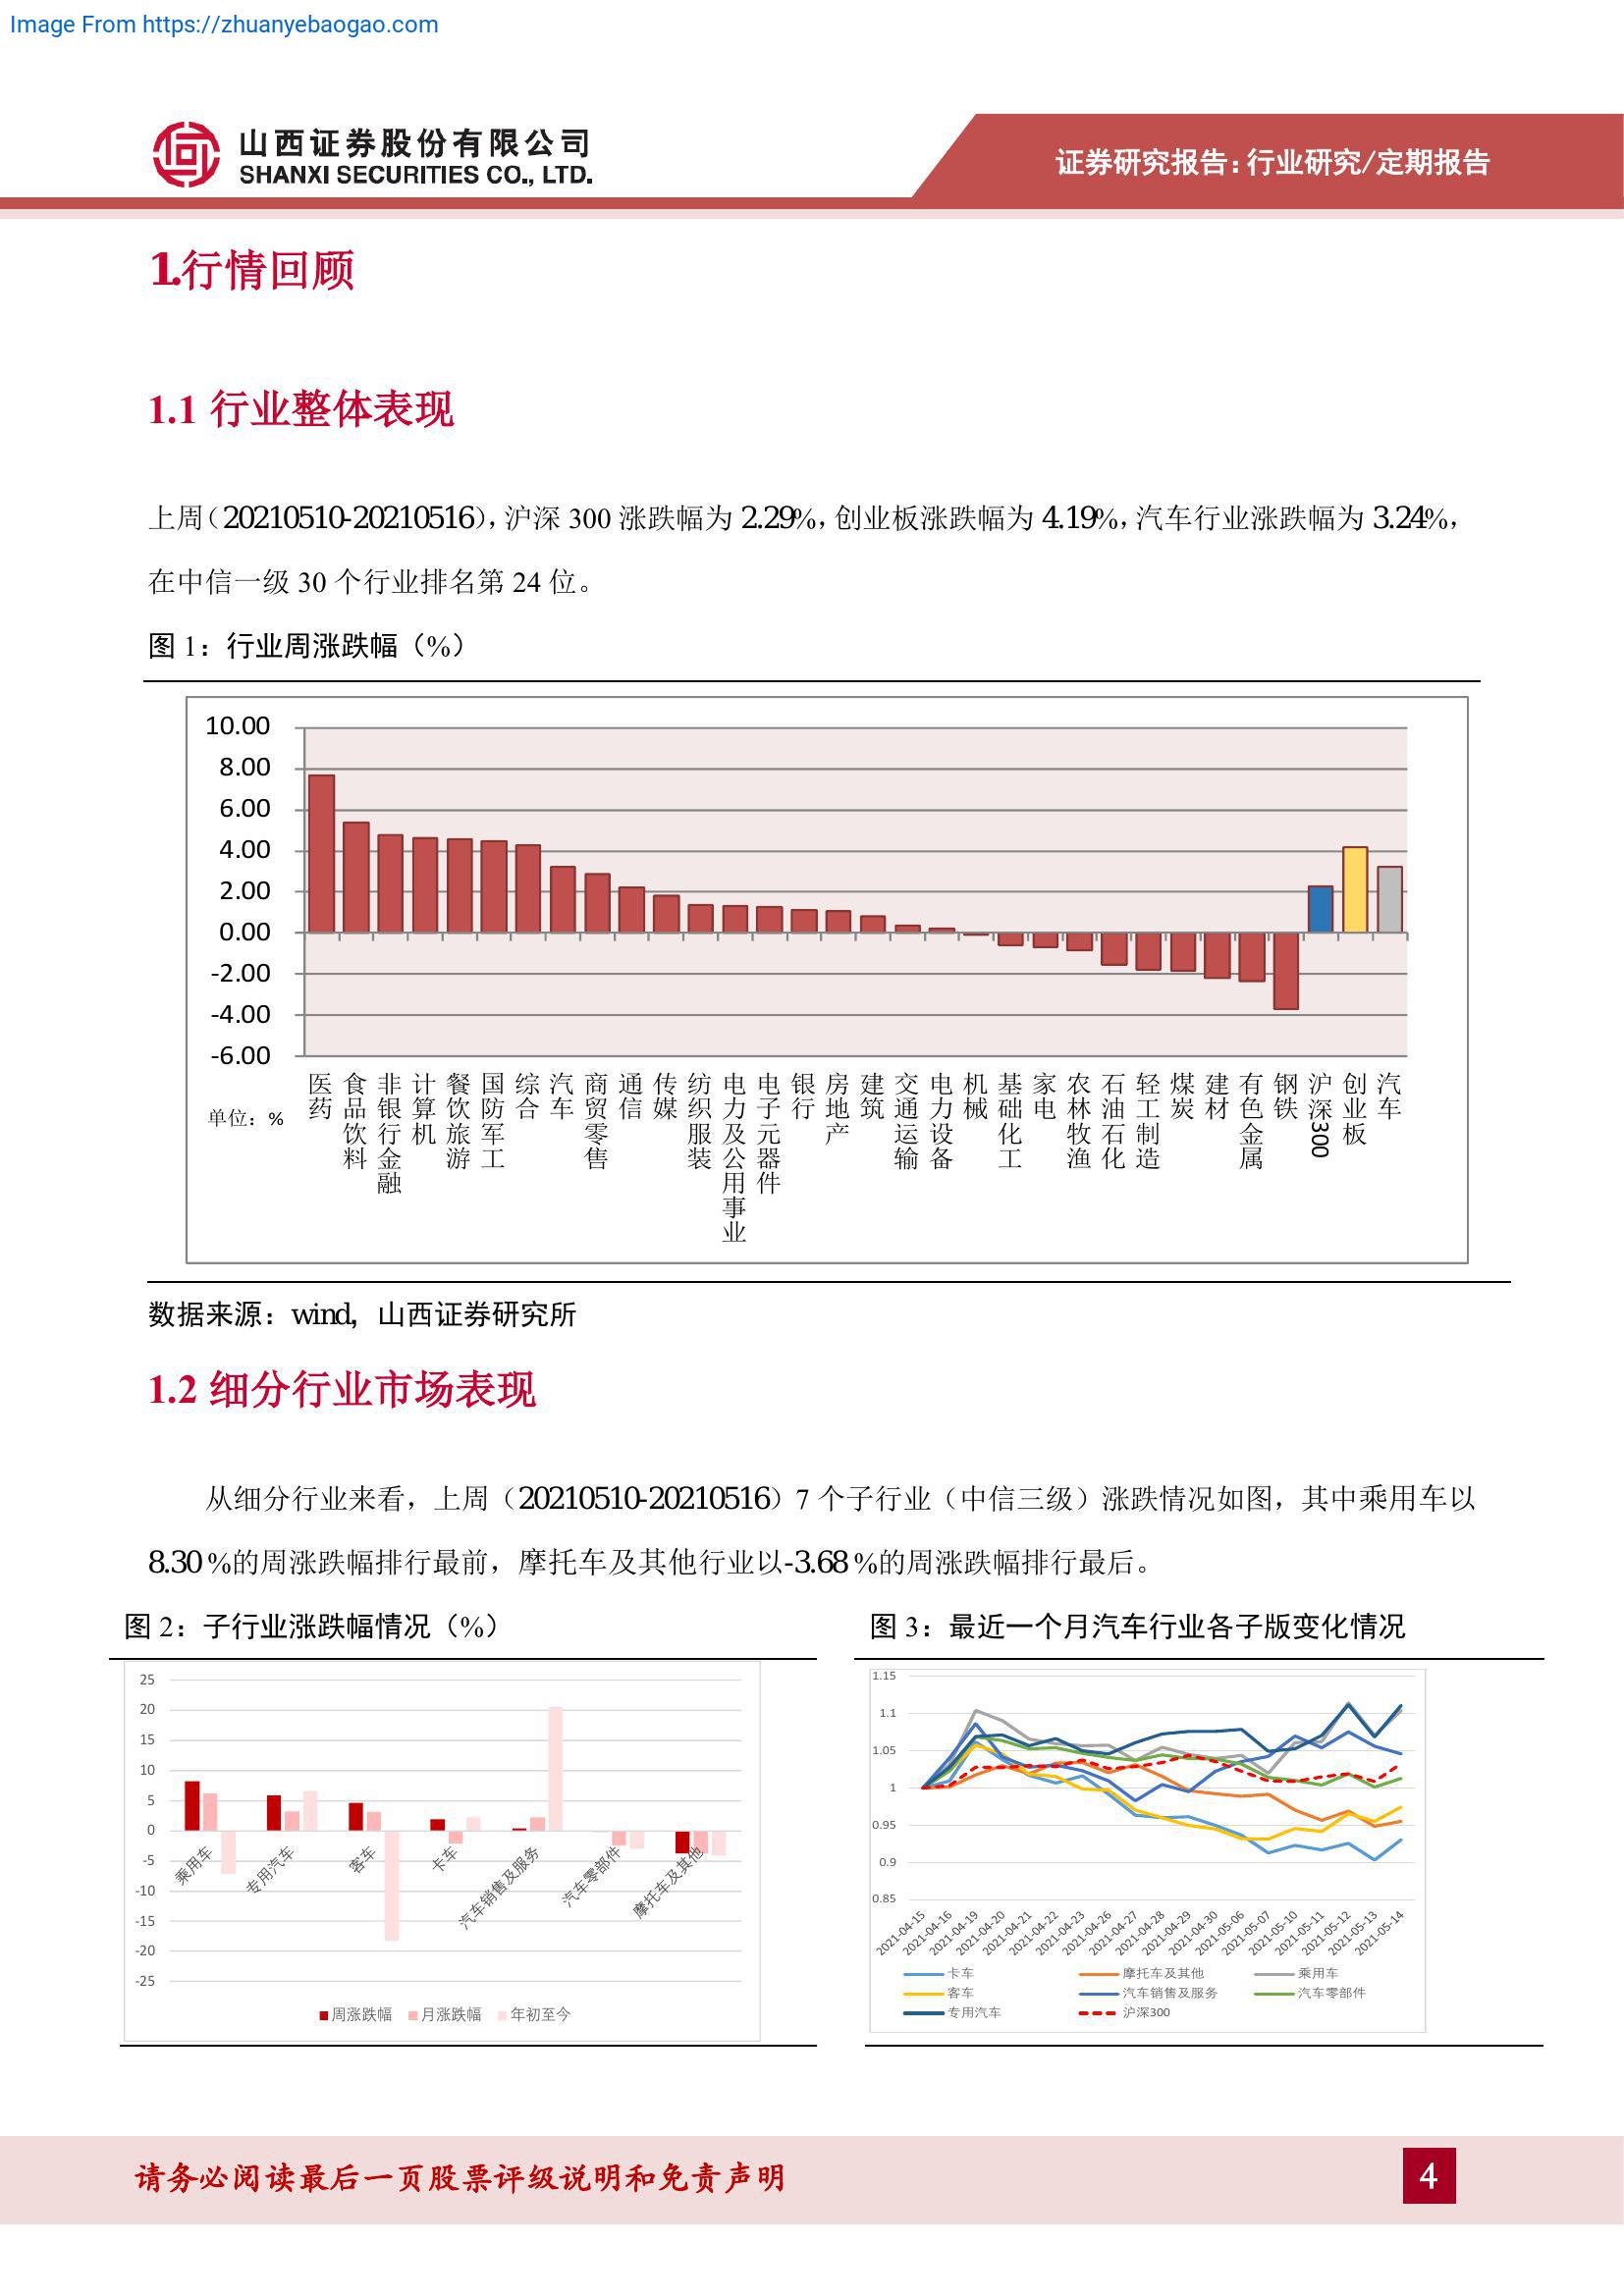 Image From https://zhuanyebaogao.com
山西证券股份有限公司
SHANXI SECURITIES CO., LTD.
证券研究报告：行业研究/定期报告
1.行情回顾
1.1 行业整体表现
上周（20210510-20210516），沪深 300 涨跌幅为 2.29%，创业板涨跌幅为 4.19%，汽车行业涨跌幅为 3.24%，
在中信一级 30 个行业排名第 24 位。
图 1：行业周涨跌幅（%）
10.00
8.00
6.00
4.00
2.00
0.00
-2.00
-4.00
-6.00
单位：%
医药
食品饮料
非银行金融
计算机
餐饮旅游
国防军工
综合
汽车
商贸零售
通信
传媒
纺织服装
电力及公用事业
电子元器件
银行
房地产
建筑
交通运输
电力设备
机械
基础化工
家电
农林牧渔
石油石化
轻工制造
煤炭
建材
有色金属
钢铁
沪深300
创业板
汽车
数据来源：wind，山西证券研究所
1.2 细分行业市场表现
从细分行业来看，上周（20210510-20210516）7 个子行业（中信三级）涨跌情况如图，其中乘用车以
8.30 %的周涨跌幅排行最前，摩托车及其他行业以-3.68 %的周涨跌幅排行最后。
图 2：子行业涨跌幅情况（%）
25
20
15
10
5
0
-5
-10
-15
-20
-25
乘用车
专用汽车
客车
卡车
汽车销售及服务
汽车零部件
摩托车及其他
周涨跌幅 月涨跌幅 年初至今
图 3：最近一个月汽车行业各子版变化情况
1.15
1.1
1.05
1
0.95
0.9
0.85
2021-04-15
2021-04-16
2021-04-19
2021-04-20
2021-04-21
2021-04-22
2021-04-23
2021-04-26
2021-04-27
2021-04-28
2021-04-29
2021-04-30
2021-05-06
2021-05-07
2021-05-10
2021-05-11
2021-05-12
2021-05-13
2021-05-14
卡车 摩托车及其他 乘用车
客车 汽车销售及服务 汽车零部件
专用汽车 沪深300
请务必阅读最后一页股票评级说明和免责声明
4